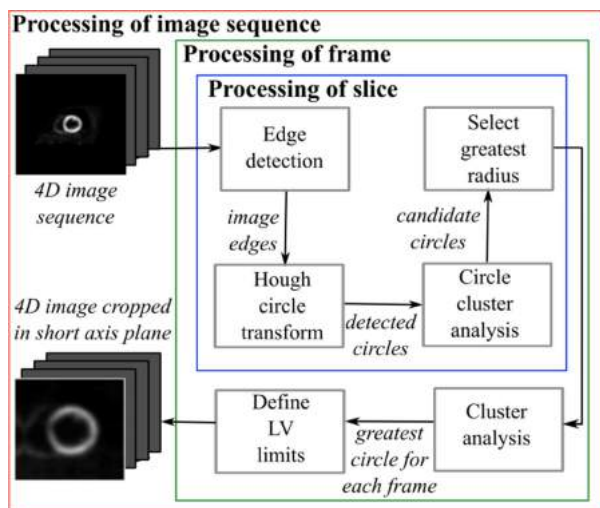 Processing of image sequence
Processing of frame
Processing of slice
4D image
sequence
Edge
detection
image
edges
Hough
circle
transform
detected
circles
Circle
cluster
analysis
candidate
circles
Select
greatest
radius
Cluster
analysis
greatest
circle for
each frame
Define
LV
limits
4D image cropped
in short axis plane